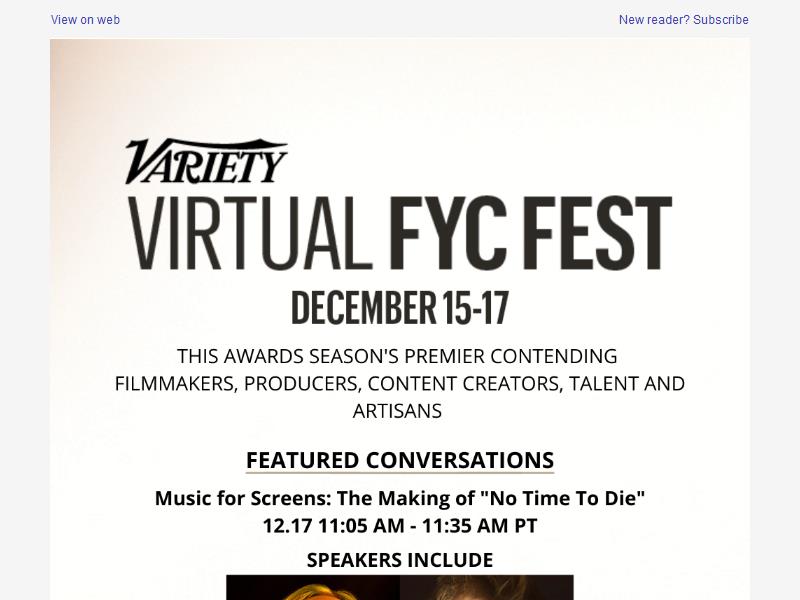 View on web
New reader? Subscribe
VARIETY
VIRTUAL FYC FEST
DECEMBER 15-17
THIS AWARDS SEASON'S PREMIER CONTENDING
FILMMAKERS, PRODUCERS, CONTENT CREATORS, TALENT AND
ARTISANS
FEATURED CONVERSATIONS
Music for Screens: The Making of "No Time To Die"
12.17 11:05 AM - 11:35 AM PT
SPEAKERS INCLUDE